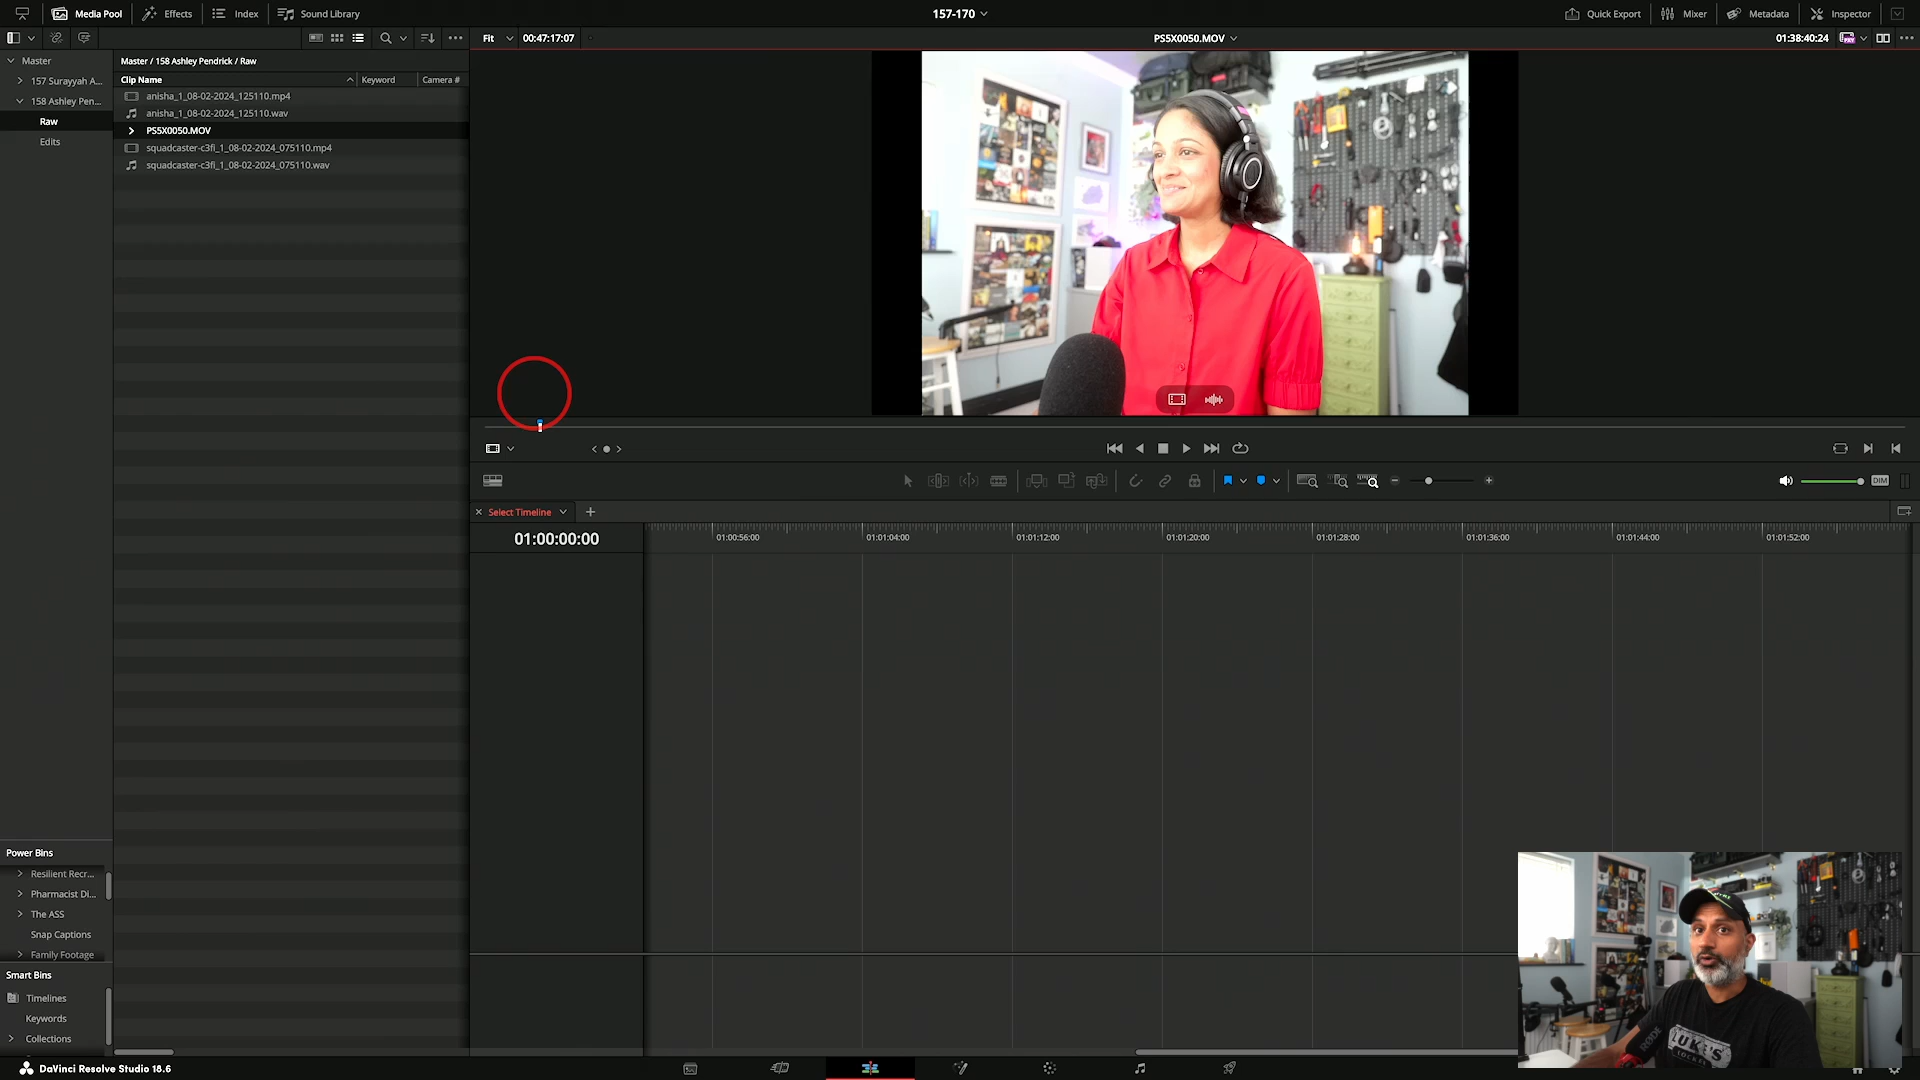 Media Pool
Effects
Index
Sound Library
157-170
Quick Export
Mixer
Metadata
Inspector
Fit
00:47:17:07
PS5X0050.MOV
01:38:40:24
Master
157 Surayyah A...
158 Ashley Pen...
Raw
Edits
Master / 158 Ashley Pendrick / Raw
Clip Name
Keyword
Camera #
anisha_1_08-02-2024_125110.mp4
anisha_1_08-02-2024_125110.wav
PS5X0050.MOV
squadcaster-c3fi_1_08-02-2024_075110.mp4
squadcaster-c3fi_1_08-02-2024_075110.wav
DIM
Select Timeline
01:00:00:00
01:00:56:00
01:01:04:00
01:01:12:00
01:01:20:00
01:01:28:00
01:01:36:00
01:01:44:00
01:01:52:00
Power Bins
Resilient Recr...
Pharmacist Di...
The ASS
Snap Captions
Family Footage
Smart Bins
Timelines
Keywords
Collections
RØDE
LUKE'S
LOCKER
DaVinci Resolve Studio 18.6